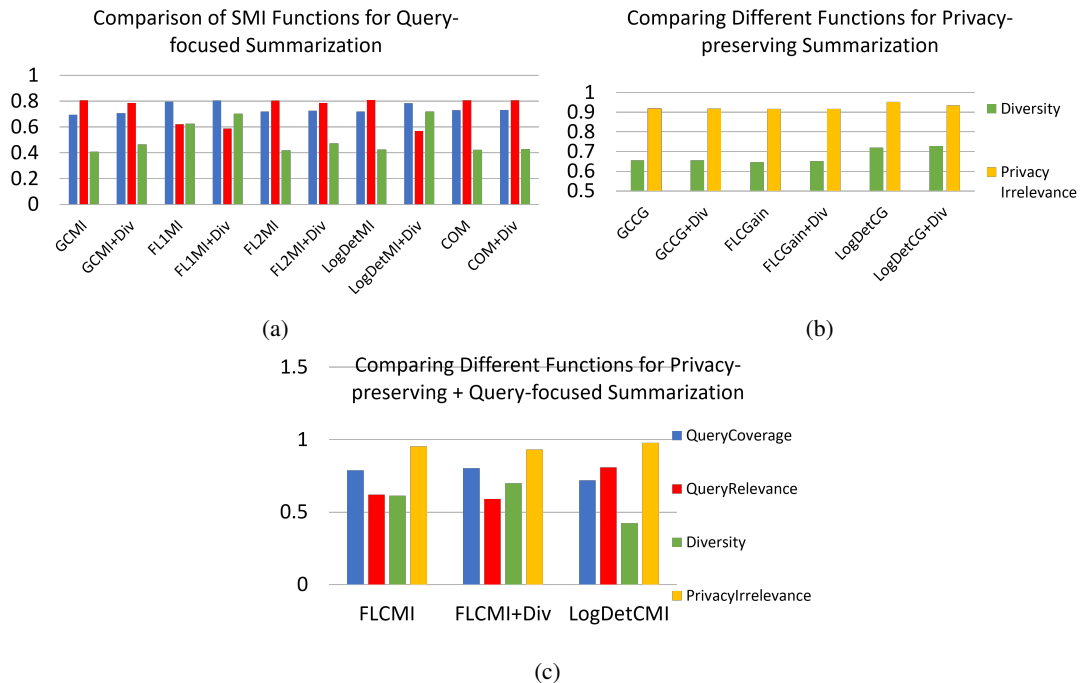 Comparison of SMI Functions for Query-
focused Summarization
1
0.8
0.6
0.4
0.2
0
GCMI
GCMI+Div
FL1MI
FL1MI+Div
FL2MI
FL2MI+Div
LogDetMI
LogDetMI+Div
COM
COM+Div
(a)
Comparing Different Functions for Privacy-
preserving Summarization
1
0.9
0.8
0.7
0.6
0.5
GCCG
GCCG+Div
FLCGain
FLCGain+Div
LogDetCG
LogDetCG+Div
Diversity
Privacy
Irrelevance
(b)
Comparing Different Functions for Privacy-
preserving + Query-focused Summarization
1.5
1
0.5
0
FLCMI
FLCMI+Div
LogDetCMI
QueryCoverage
QueryRelevance
Diversity
PrivacyIrrelevance
(c)